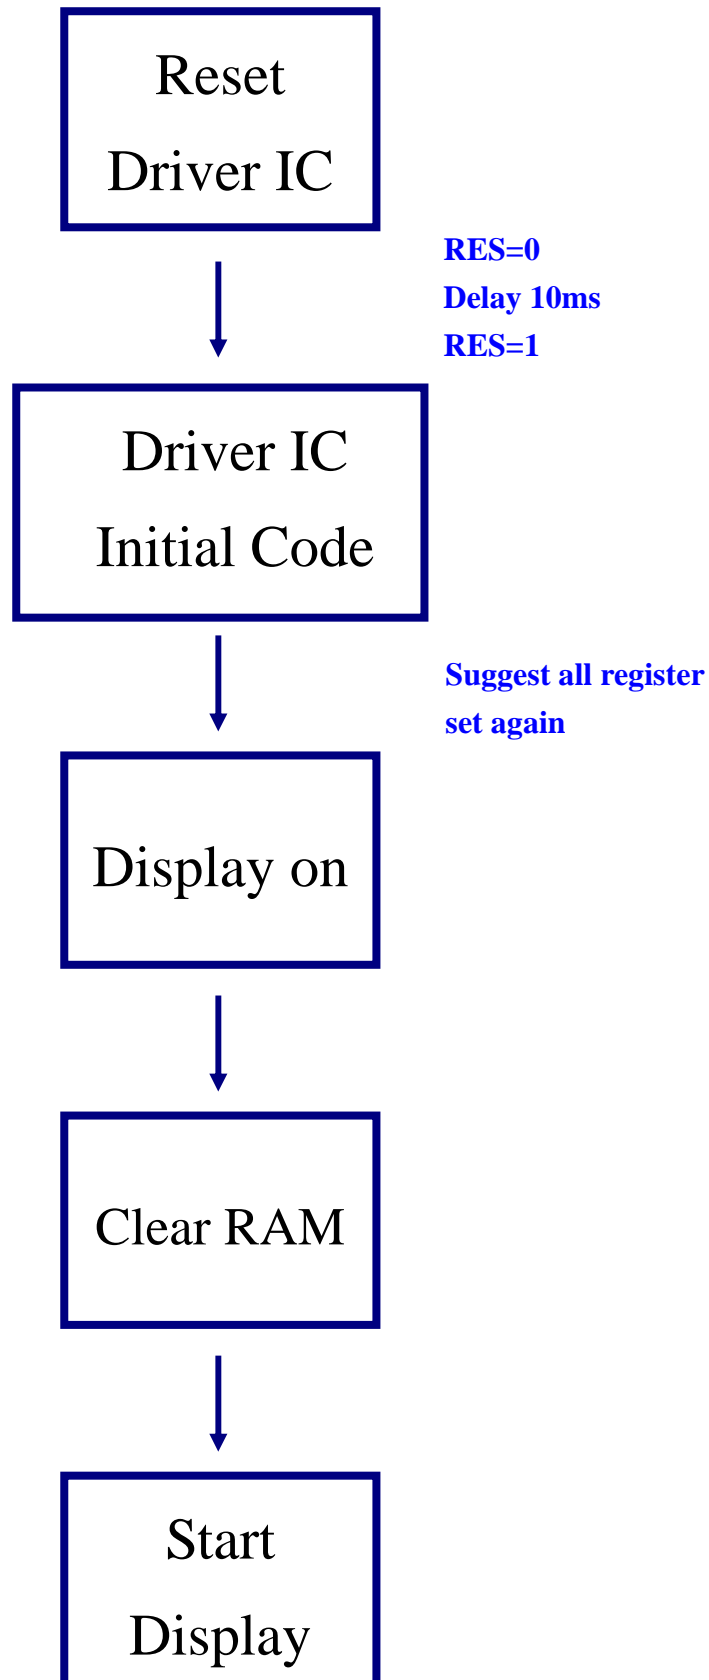 Reset
Driver IC
RES=0
Delay 10ms
RES=1
Driver IC
Initial Code
Suggest all register
set again
Display on
Clear RAM
Start
Display